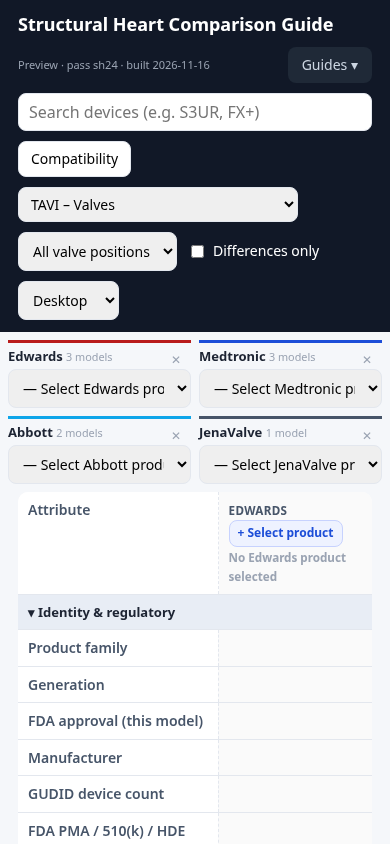 Structural Heart Comparison Guide
Preview · pass sh24 · built 2026-11-16
Guides ▾
Search devices (e.g. S3UR, FX+)
Compatibility
TAVI – Valves
All valve positions
Differences only
Desktop
Edwards 3 models ×
Medtronic 3 models ×
— Select Edwards pro
— Select Medtronic p
Abbott 2 models ×
JenaValve 1 model ×
— Select Abbott prod
— Select JenaValve pr
Attribute
EDWARDS
+ Select product
No Edwards product
selected
▾ Identity & regulatory
Product family
Generation
FDA approval (this model)
Manufacturer
GUDID device count
FDA PMA / 510(k) / HDE